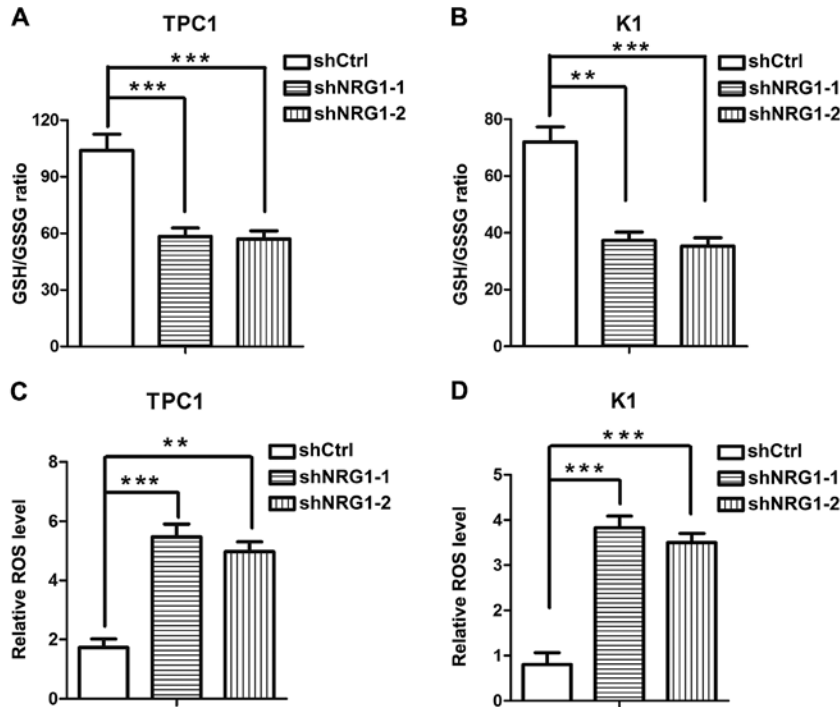 A
TPC1
***
***
shCtrl
shNRG1-1
shNRG1-2
GSH/GSSG ratio
120
90
60
30
0
B
K1
***
**
shCtrl
shNRG1-1
shNRG1-2
GSH/GSSG ratio
80
60
40
20
0
C
TPC1
**
***
shCtrl
shNRG1-1
shNRG1-2
Relative ROS level
8
6
4
2
0
D
K1
***
***
shCtrl
shNRG1-1
shNRG1-2
Relative ROS level
5
4
3
2
1
0